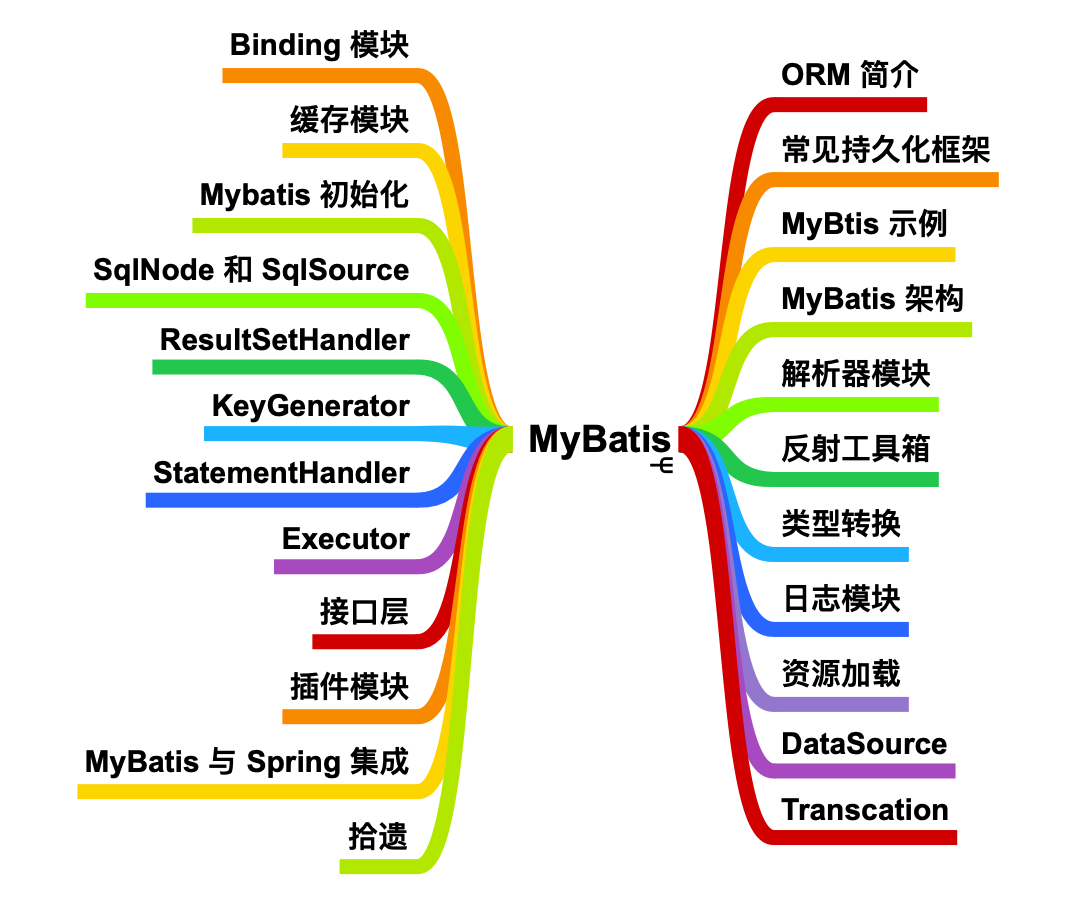 Binding 模块
缓存模块
Mybatis 初始化
SqlNode 和 SqlSource
ResultSetHandler
KeyGenerator
StatementHandler
Executor
接口层
插件模块
MyBatis 与 Spring 集成
拾遗
MyBatis
ORM 简介
常见持久化框架
MyBtis 示例
MyBatis 架构
解析器模块
反射工具箱
类型转换
日志模块
资源加载
DataSource
Transcation